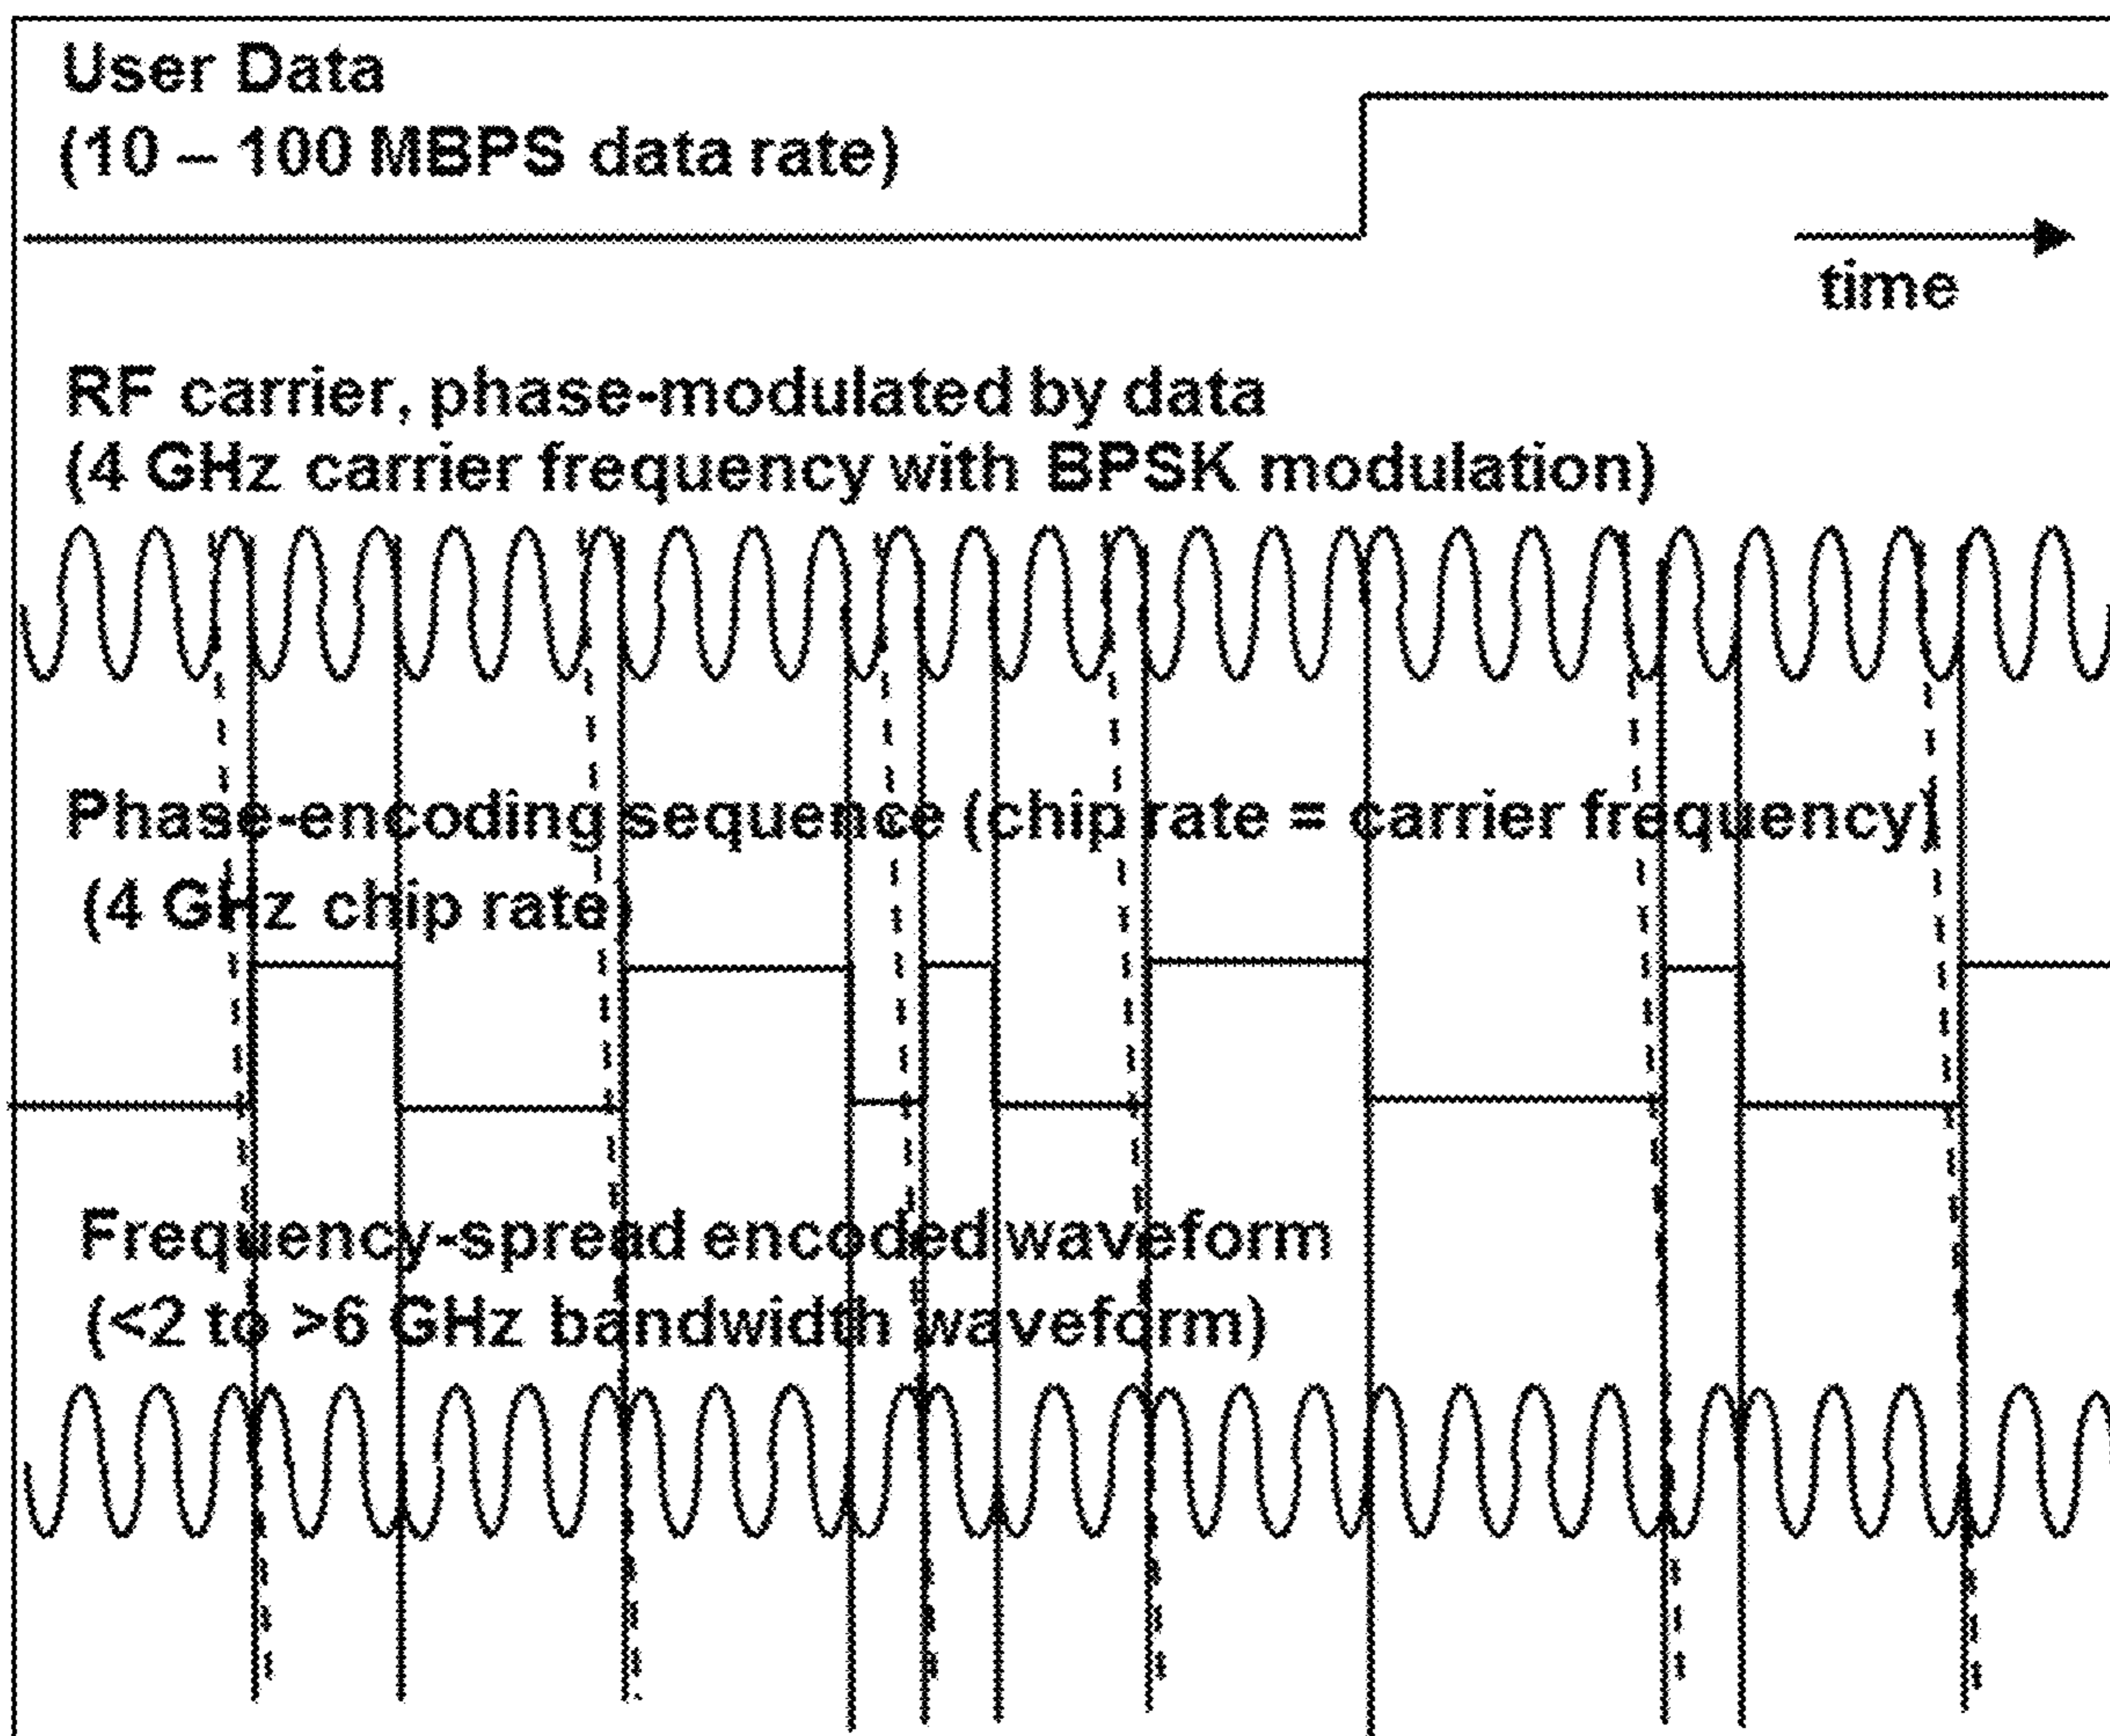 User Data
(10 – 100 MBPS data rate)
time
RF carrier, phase-modulated by data
(4 GHz carrier frequency with BPSK modulation)
Phase-encoding sequence (chip rate = carrier frequency)
(4 GHz chip rate)
Frequency-spread encoded waveform
(<2 to >6 GHz bandwidth waveform)